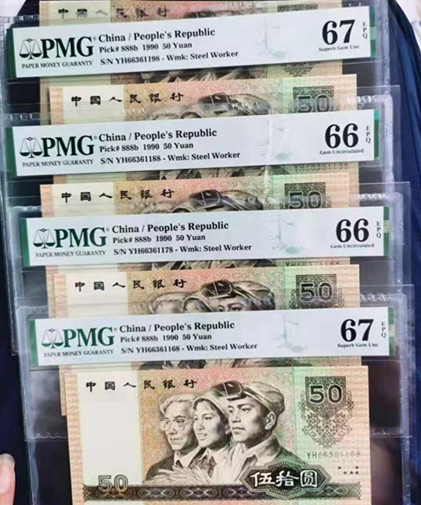 PMG
PAPER MONEY GUARANTY
China / People's Republic
Pick# 888b 1990 50 Yuan
S/N YH66361198 - Wmk: Steel Worker
67 EPQ
Superb Gem Unc
中国人民银行
50
PMG
PAPER MONEY GUARANTY
China / People's Republic
Pick# 888b 1990 50 Yuan
S/N YH66361188 - Wmk: Steel Worker
66 EPQ
Gem Uncirculated
中国人民银行
50
PMG
PAPER MONEY GUARANTY
China / People's Republic
Pick# 888b 1990 50 Yuan
S/N YH66361178 - Wmk: Steel Worker
66 EPQ
Gem Uncirculated
中国人民银行
50
PMG
PAPER MONEY GUARANTY
China / People's Republic
Pick# 888b 1990 50 Yuan
S/N YH66361168 - Wmk: Steel Worker
67 EPQ
Superb Gem Unc
中国人民银行
50
YH66361168
50
伍拾圆